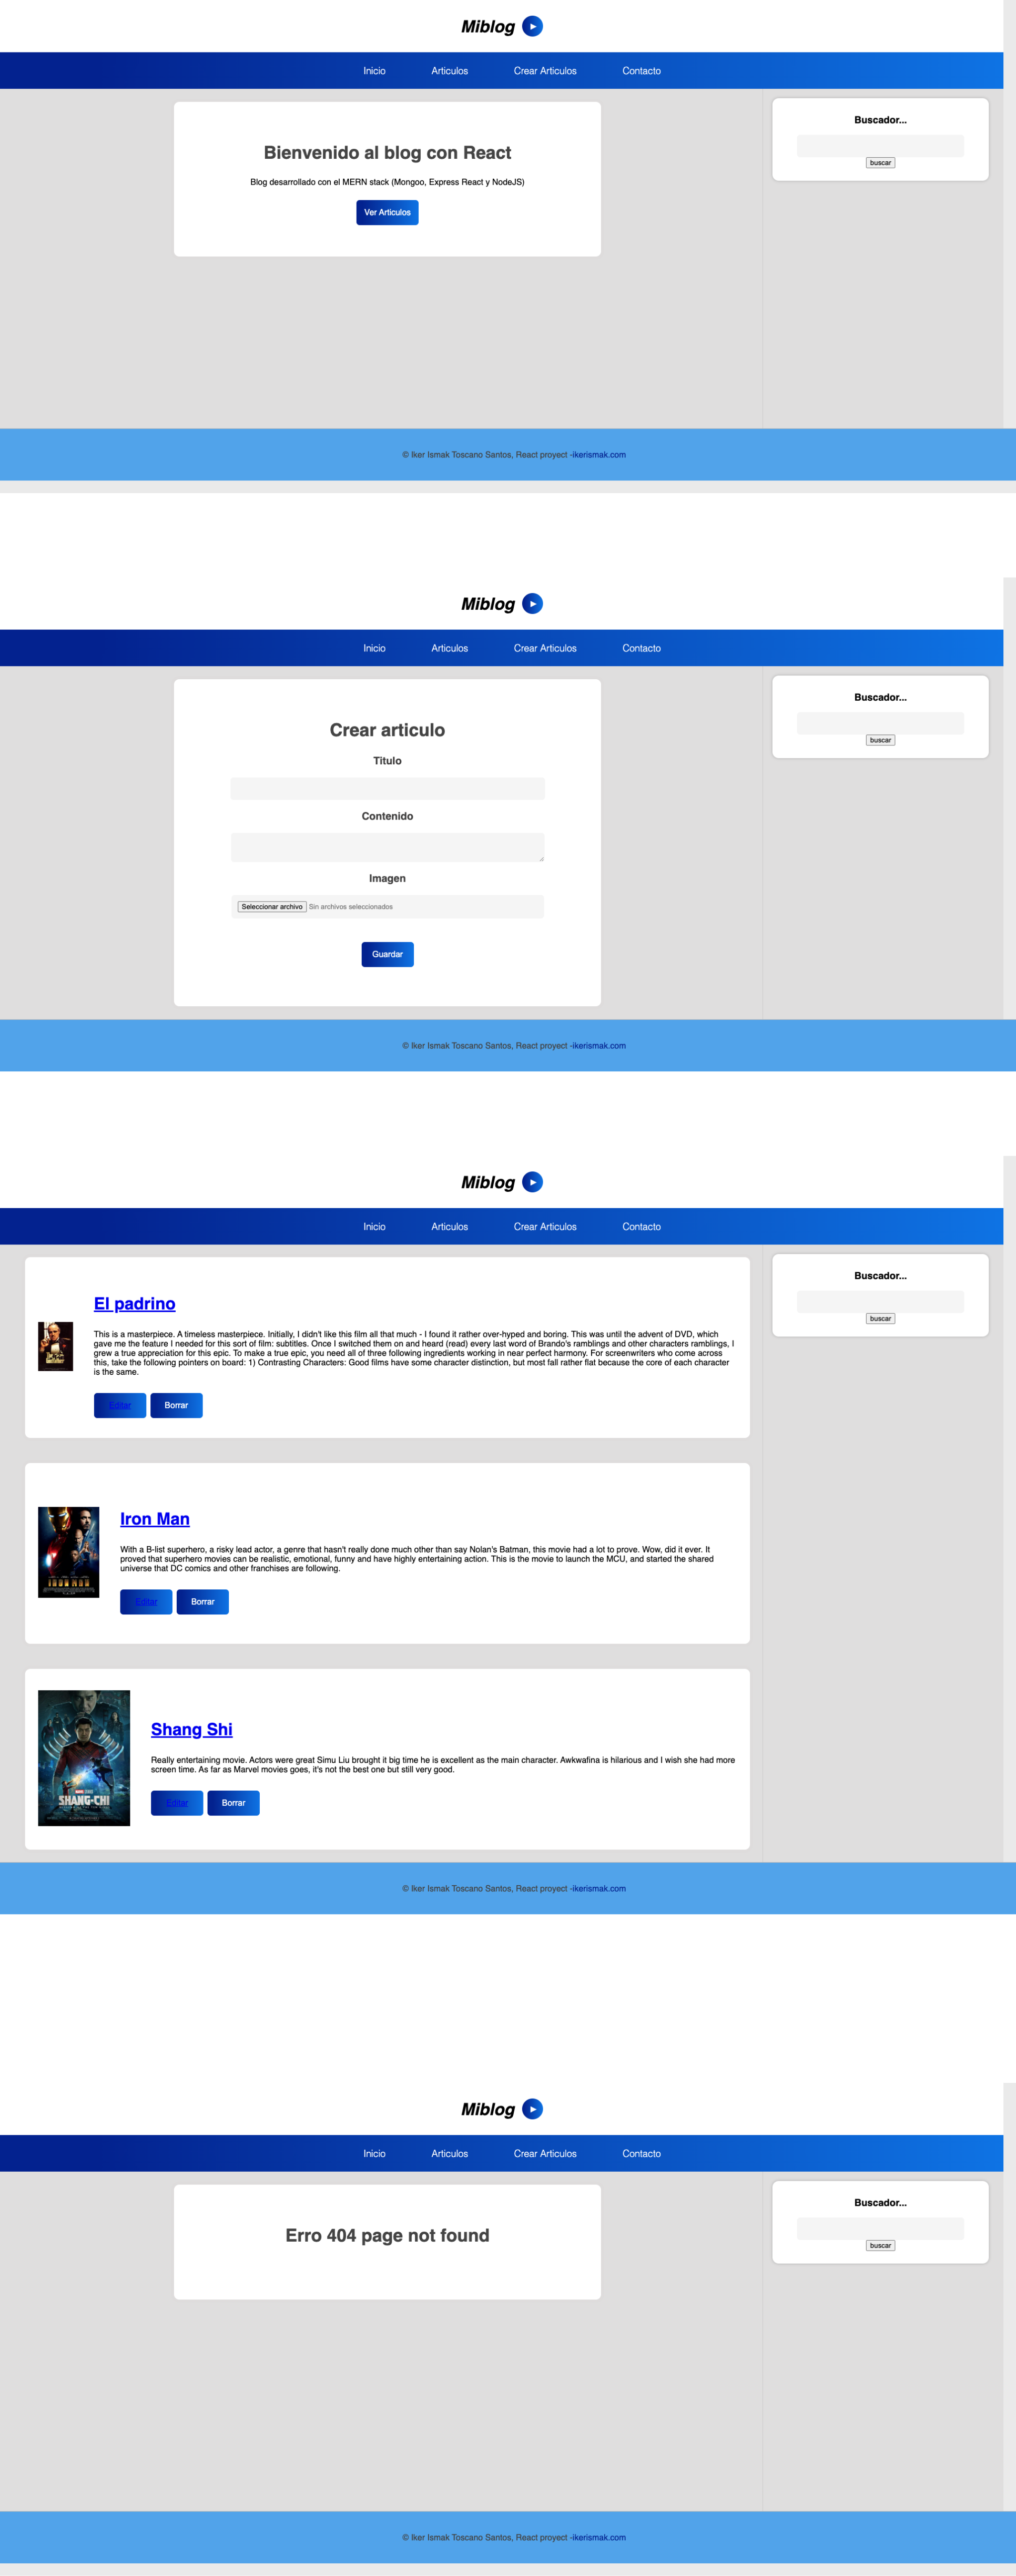 Miblog
Inicio Articulos Crear Articulos Contacto
Bienvenido al blog con React
Blog desarrollado con el MERN stack (Mongoo, Express React y NodeJS)
Ver Articulos
Buscador...
buscar
© Iker Ismak Toscano Santos, React proyect -ikerismak.com
Miblog
Inicio Articulos Crear Articulos Contacto
Crear articulo
Titulo
Contenido
Imagen
Seleccionar archivo Sin archivos seleccionados
Guardar
Buscador...
buscar
© Iker Ismak Toscano Santos, React proyect -ikerismak.com
Miblog
Inicio Articulos Crear Articulos Contacto
El padrino
This is a masterpiece. A timeless masterpiece. Initially, I didn't like this film all that much - I found it rather over-hyped and boring. This was until the advent of DVD, which
gave me the feature I needed for this sort of film: subtitles. Once I switched them on and heard (read) every last word of Brando's ramblings and other characters ramblings, I
grew a true appreciation for this epic. To make a true epic, you need all of three following ingredients working in near perfect harmony. For screenwriters who come across
this, take the following pointers on board: 1) Contrasting Characters: Good films have some character distinction, but most fall rather flat because the core of each character
is the same.
Editar Borrar
Iron Man
IRON MAN
With a B-list superhero, a risky lead actor, a genre that hasn't really done much other than say Nolan's Batman, this movie had a lot to prove. Wow, did it ever. It
proved that superhero movies can be realistic, emotional, funny and have highly entertaining action. This is the movie to launch the MCU, and started the shared
universe that DC comics and other franchises are following.
Editar Borrar
Shang Shi
MARVEL STUDIOS
SHANG-CHI
Really entertaining movie. Actors were great Simu Liu brought it big time he is excellent as the main character. Awkwafina is hilarious and I wish she had more
screen time. As far as Marvel movies goes, it's not the best one but still very good.
Editar Borrar
Buscador...
buscar
© Iker Ismak Toscano Santos, React proyect -ikerismak.com
Miblog
Inicio Articulos Crear Articulos Contacto
Erro 404 page not found
Buscador...
buscar
© Iker Ismak Toscano Santos, React proyect -ikerismak.com